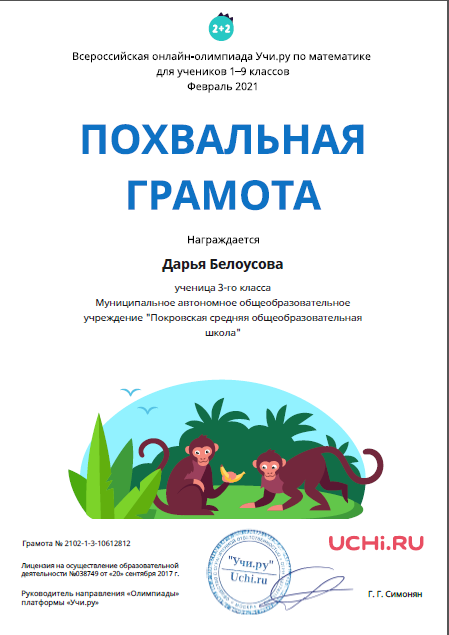 2+2
Всероссийская онлайн-олимпиада Учи.ру по математике
для учеников 1–9 классов
Февраль 2021
ПОХВАЛЬНАЯ
ГРАМОТА
Награждается
Дарья Белоусова
ученица 3-го класса
Муниципальное автономное общеобразовательное
учреждение "Покровская средняя общеобразовательная
школа"
Грамота № 2102-1-3-10612812
Лицензия на осуществление образовательной
деятельности №038749 от «20» сентября 2017 г.
Руководитель направления «Олимпиады»
платформы «Учи.ру»
"Учи.ру"
Uchi.ru
UCHi.RU
Г. Г. Симонян